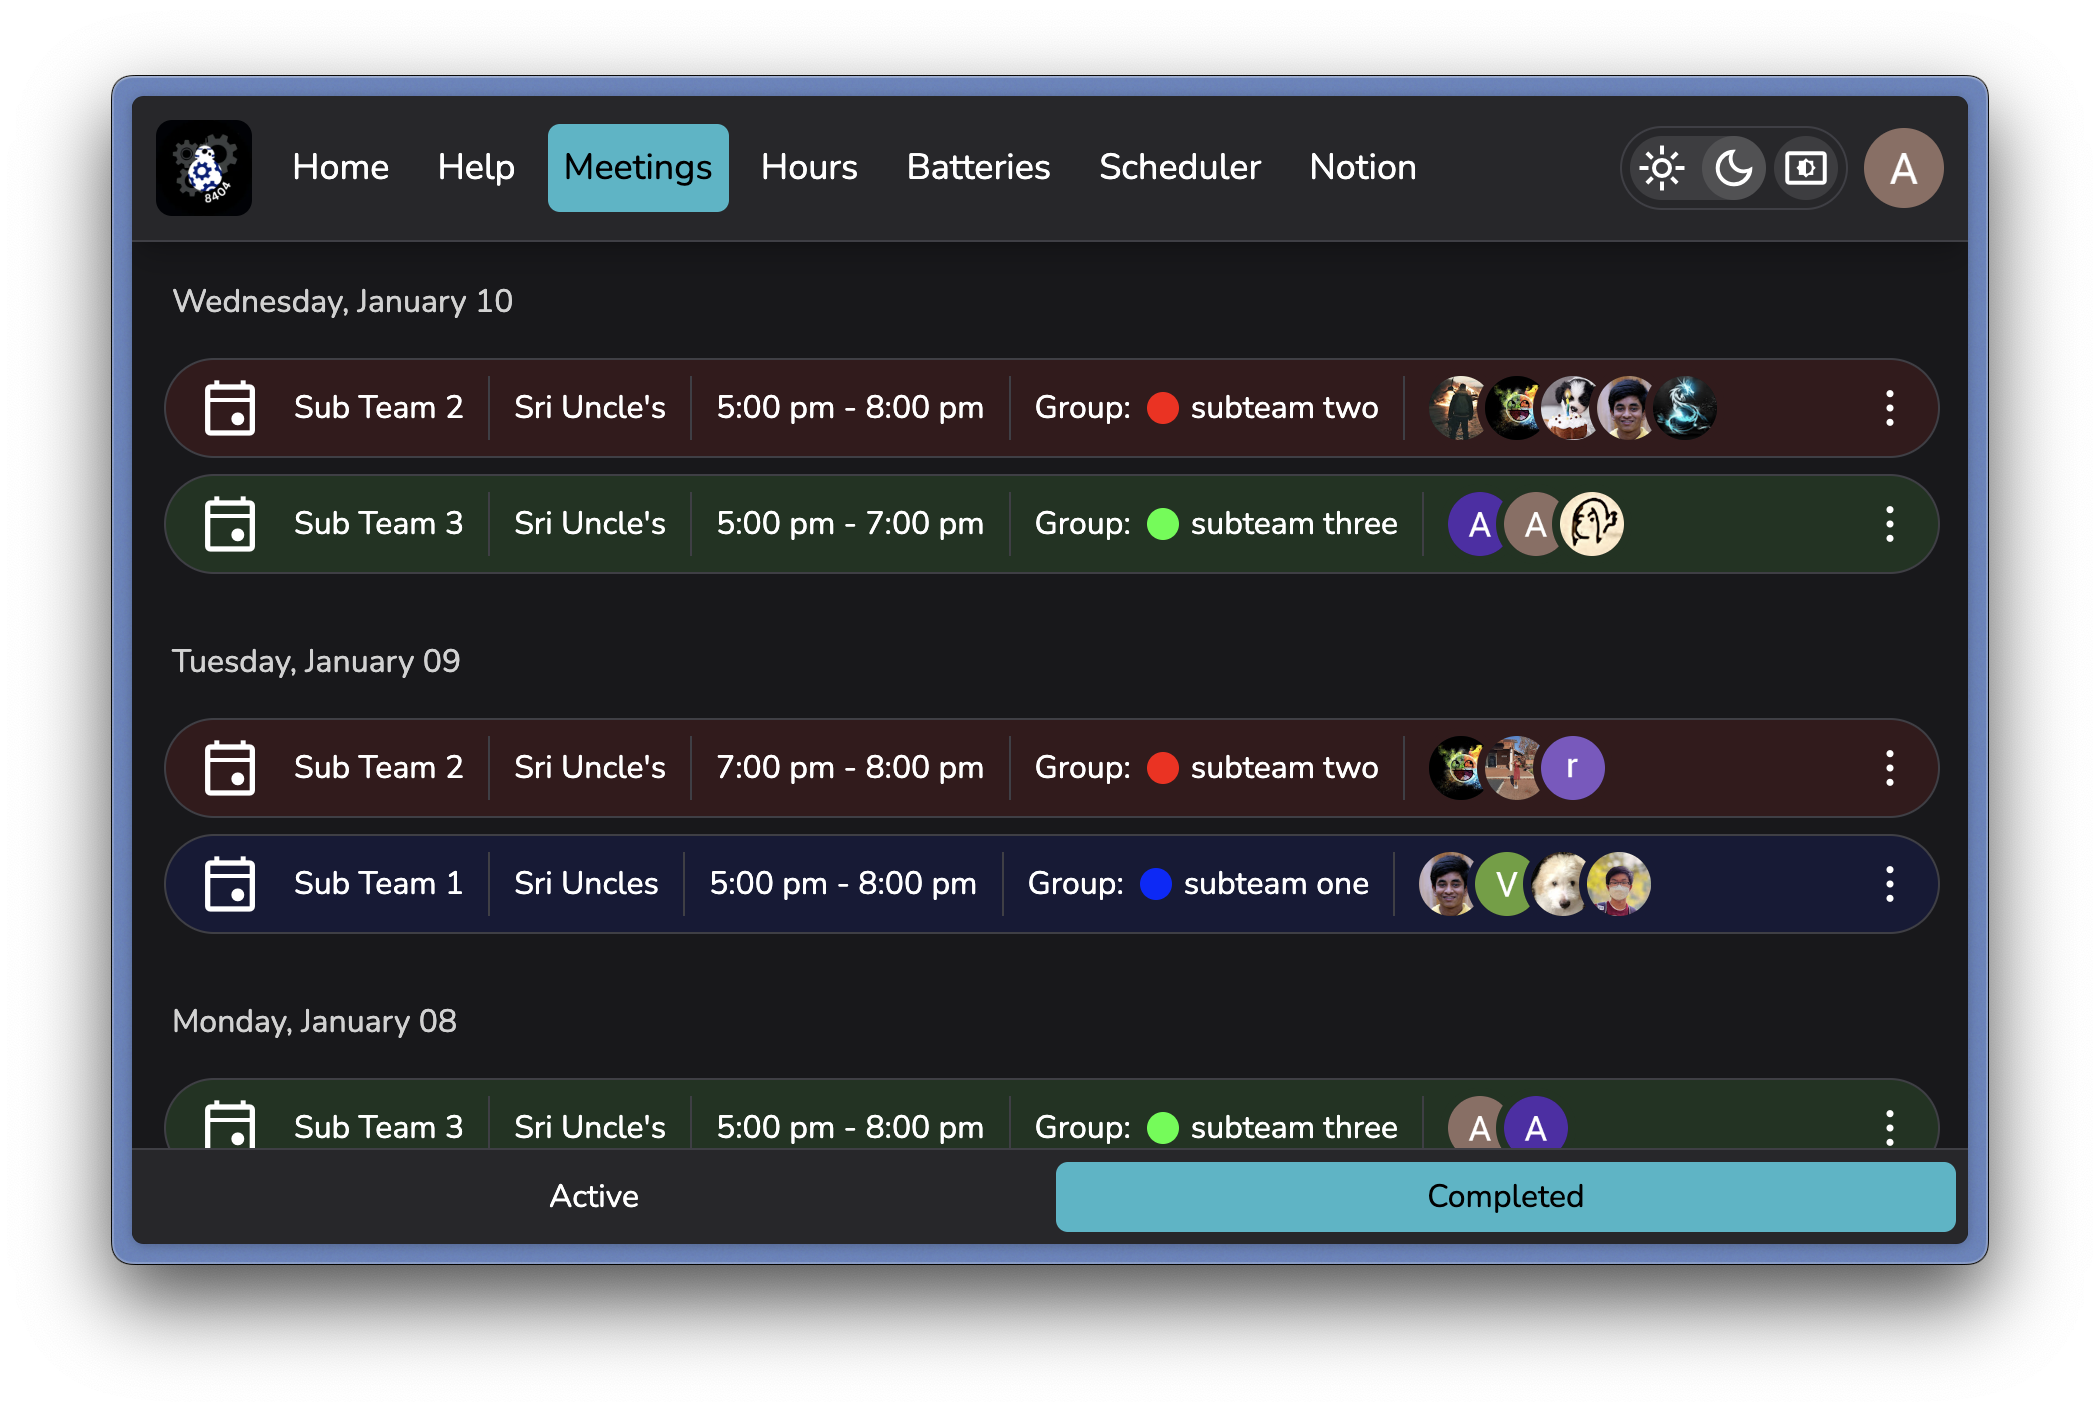 8404
Home Help Meetings Hours Batteries Scheduler Notion A
Wednesday, January 10
Sub Team 2 Sri Uncle's 5:00 pm - 8:00 pm Group: subteam two
Sub Team 3 Sri Uncle's 5:00 pm - 7:00 pm Group: subteam three A A
Tuesday, January 09
Sub Team 2 Sri Uncle's 7:00 pm - 8:00 pm Group: subteam two r
Sub Team 1 Sri Uncles 5:00 pm - 8:00 pm Group: subteam one V
Monday, January 08
Sub Team 3 Sri Uncle's 5:00 pm - 8:00 pm Group: subteam three A A
Active Completed